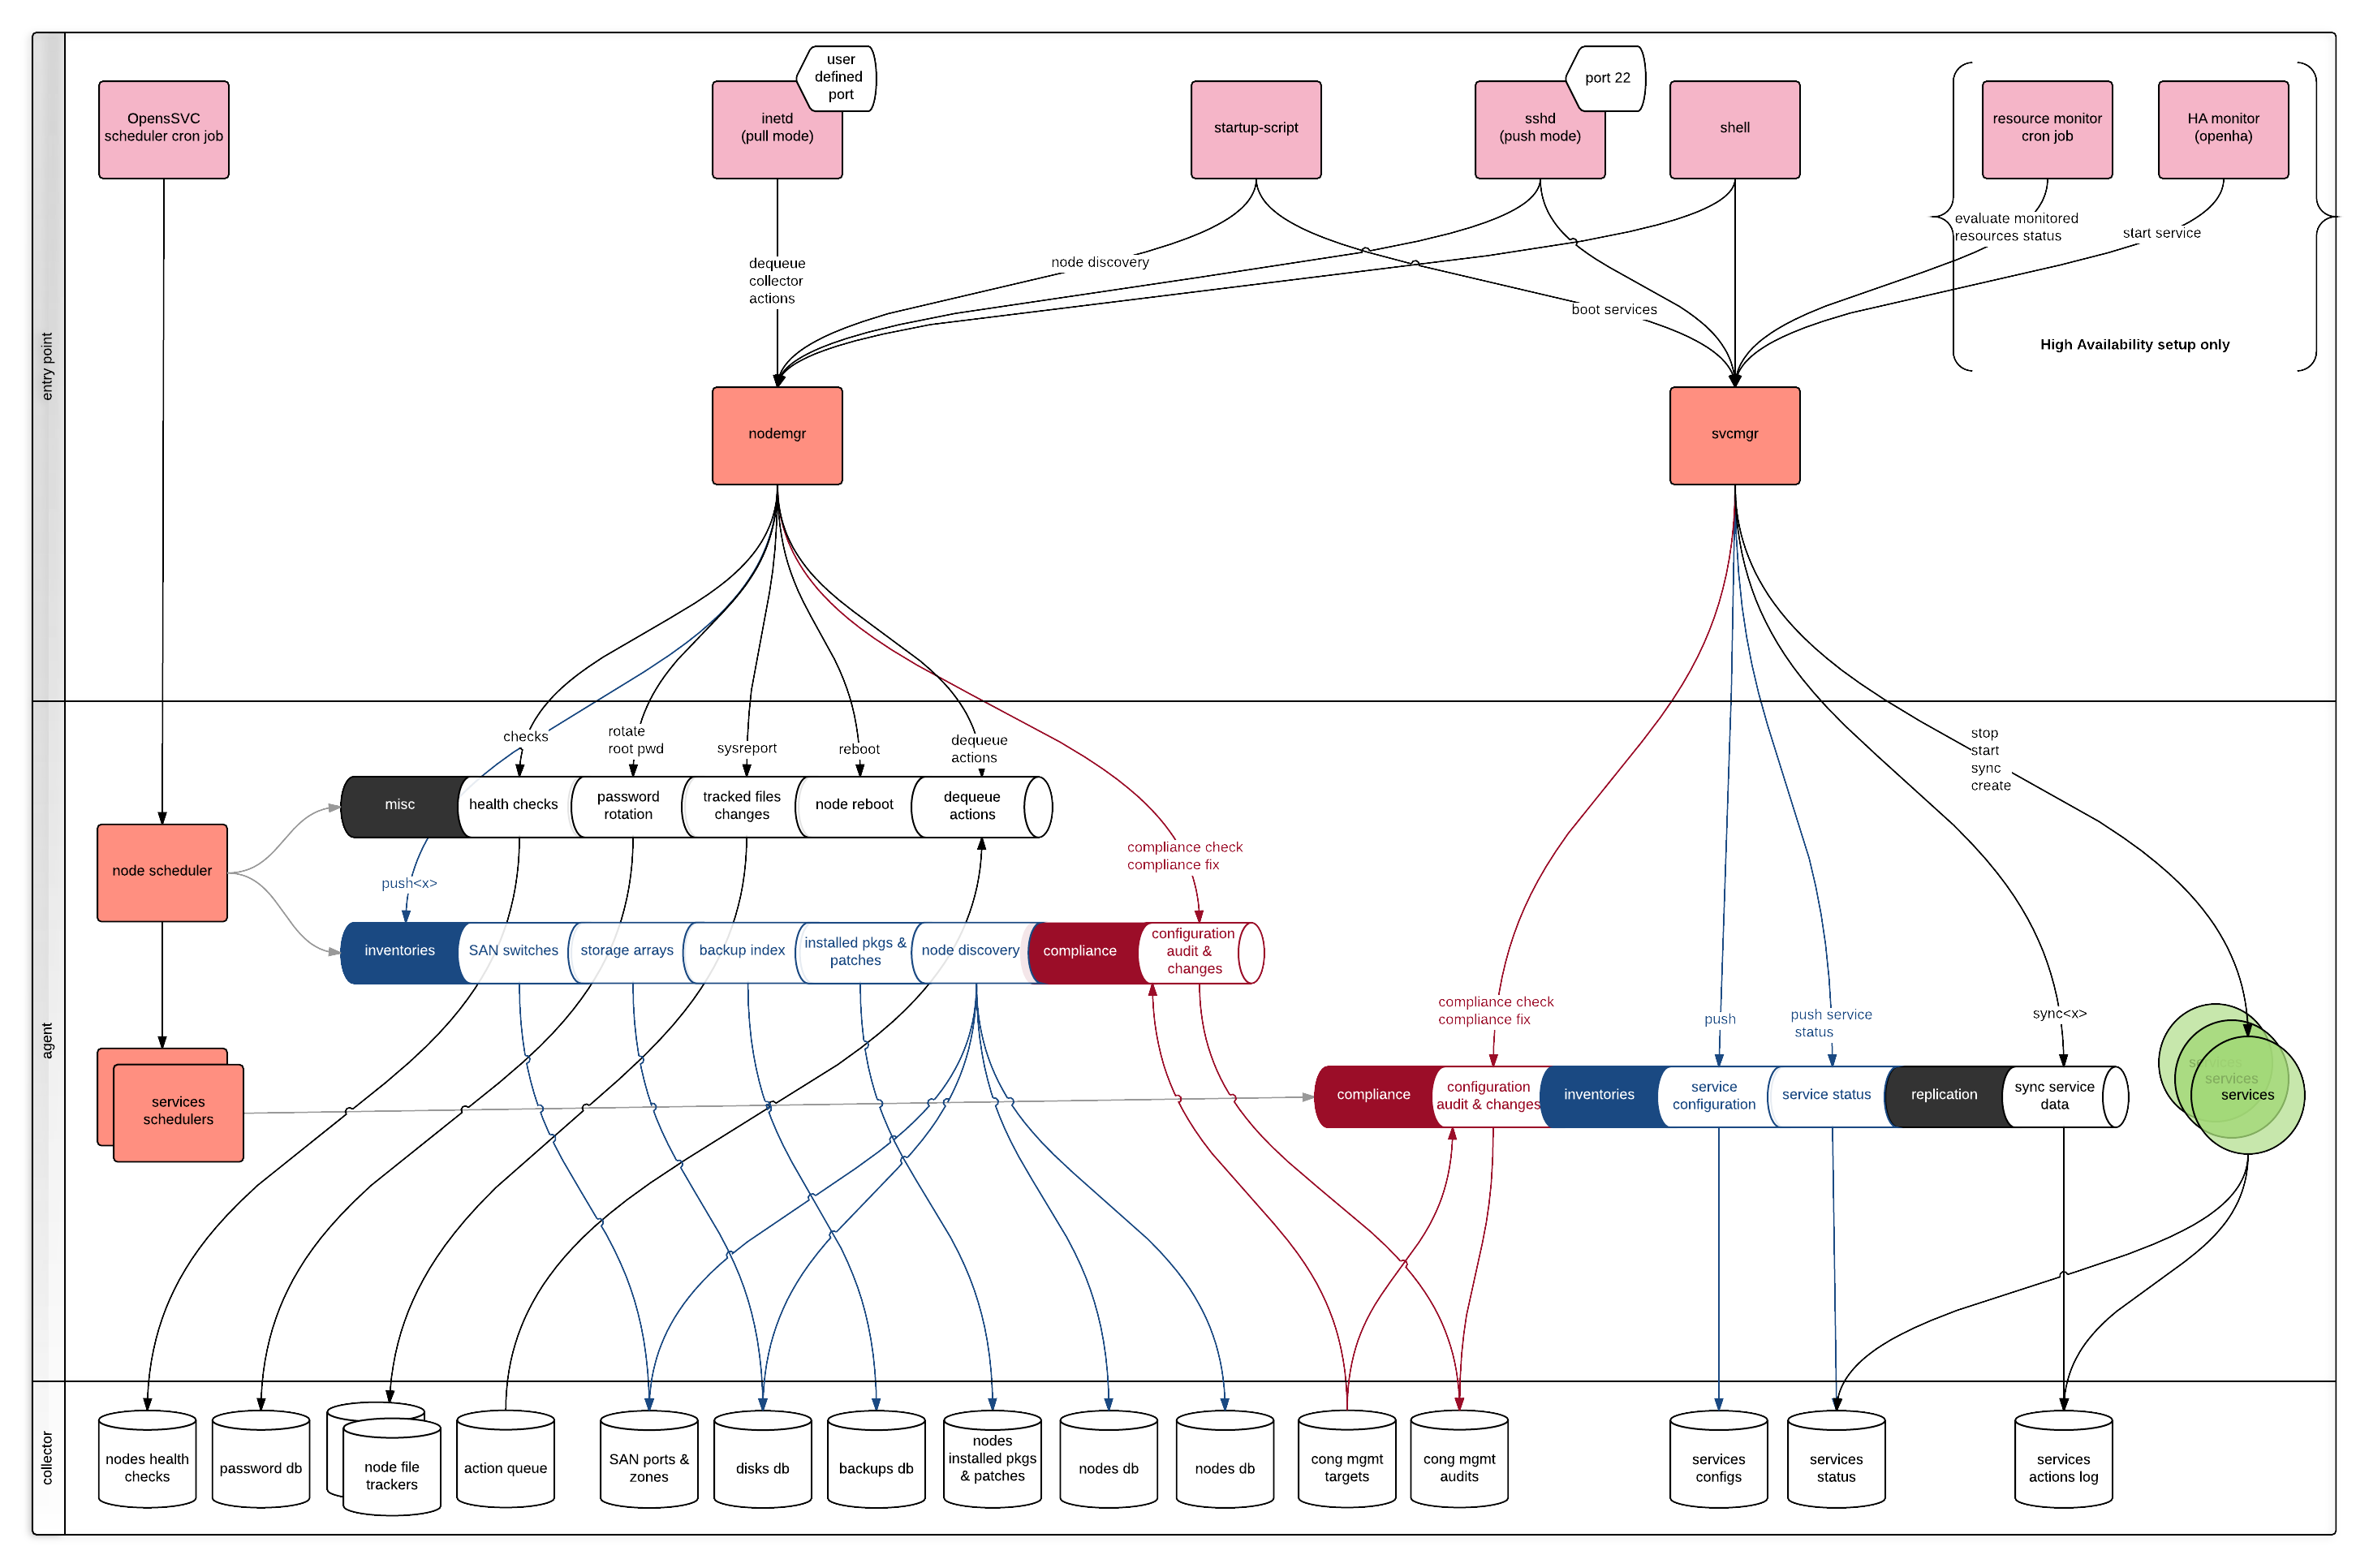 user
defined
port
port 22
OpensSVC
scheduler cron job
inetd
(pull mode)
startup-script
sshd
(push mode)
shell
resource monitor
cron job
HA monitor
(openha)
evaluate monitored
resources status
start service
node discovery
dequeue
collector
actions
boot services
High Availability setup only
entry point
nodemgr
svcmgr
checks
rotate
root pwd
sysreport
reboot
dequeue
actions
stop
start
sync
create
misc
health checks
password
rotation
tracked files
changes
node reboot
dequeue
actions
node scheduler
push<x>
compliance check
compliance fix
inventories
SAN switches
storage arrays
backup index
installed pkgs &
patches
node discovery
compliance
configuration
audit &
changes
agent
compliance check
compliance fix
push
push service
status
sync<x>
services
schedulers
compliance
configuration
audit & changes
inventories
service
configuration
service status
replication
sync service
data
services
services
services
collector
nodes health
checks
password db
node file
trackers
action queue
SAN ports &
zones
disks db
backups db
nodes
installed pkgs
& patches
nodes db
nodes db
cong mgmt
targets
cong mgmt
audits
services
configs
services
status
services
actions log